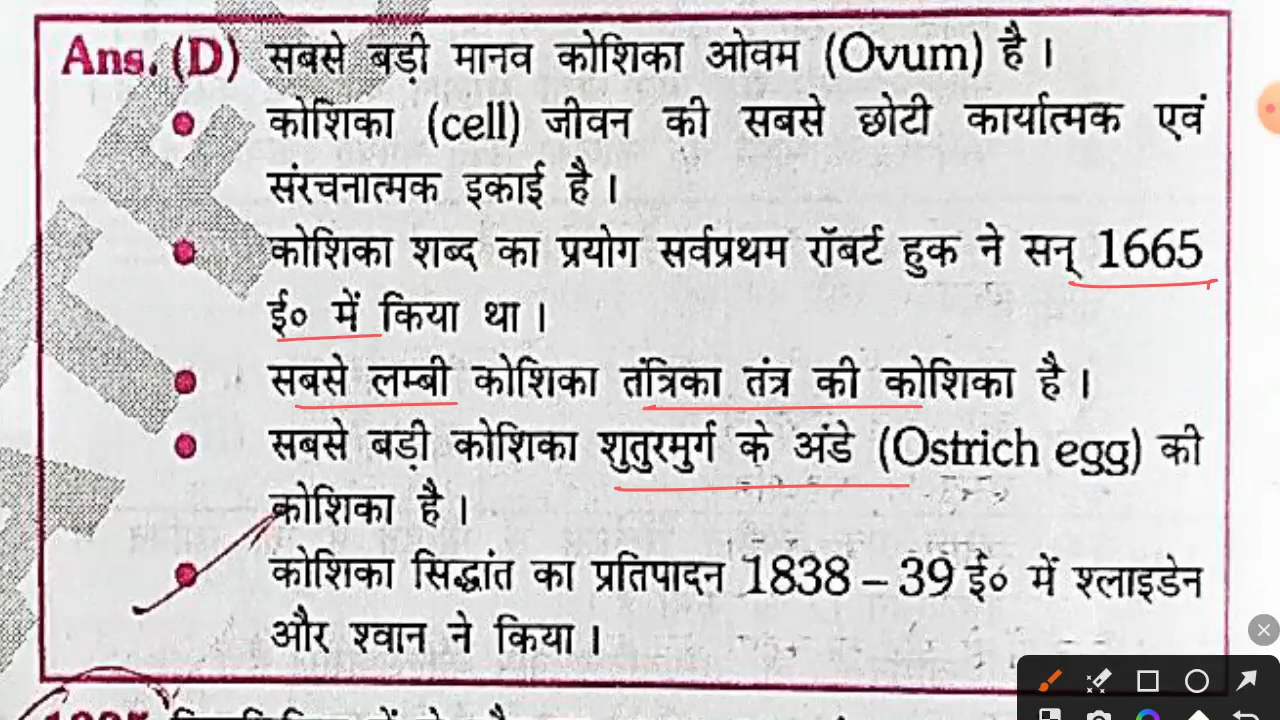 Ans. (D) सबसे बड़ी मानव कोशिका ओवम (Ovum) है।
कोशिका (cell) जीवन की सबसे छोटी कार्यात्मक एवं
संरचनात्मक इकाई है।
कोशिका शब्द का प्रयोग सर्वप्रथम रॉबर्ट हुक ने सन् 1665
ई० में किया था।
सबसे लम्बी कोशिका तंत्रिका तंत्र की कोशिका है।
सबसे बड़ी कोशिका शुतुरमुर्ग के अंडे (Ostrich egg) की
कोशिका है।
कोशिका सिद्धांत का प्रतिपादन 1838 – 39 ई० में श्लाइडेन
और श्वान ने किया।